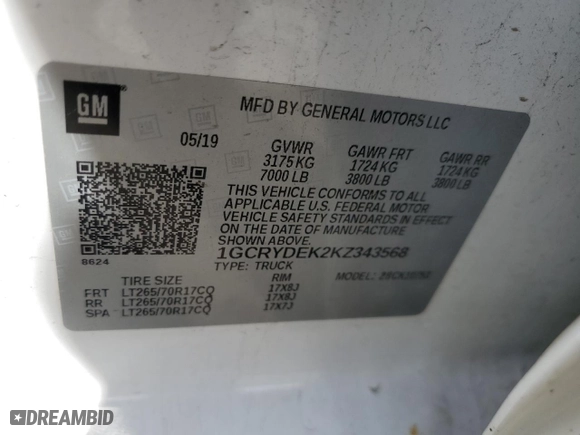 GM
MFD BY GENERAL MOTORS LLC
05/19 GVWR GAWR FRT GAWR RR
3175 KG 1724 KG 1724 KG
7000 LB 3800 LB 3800 LB
THIS VEHICLE CONFORMS TO ALL
APPLICABLE U.S. FEDERAL MOTOR
VEHICLE SAFETY STANDARDS IN EFFECT
ON THE DATE OF MANUFACTURE
SHOWN ABOVE.
1GCRYDEK2KZ343568
8624
TYPE: TRUCK MODEL:
TIRE SIZE RIM
FRT LT265/70R17CQ 17X8J
RR LT265/70R17CQ 17X8J
SPA LT265/70R17CQ 17X7J
DREAMBID